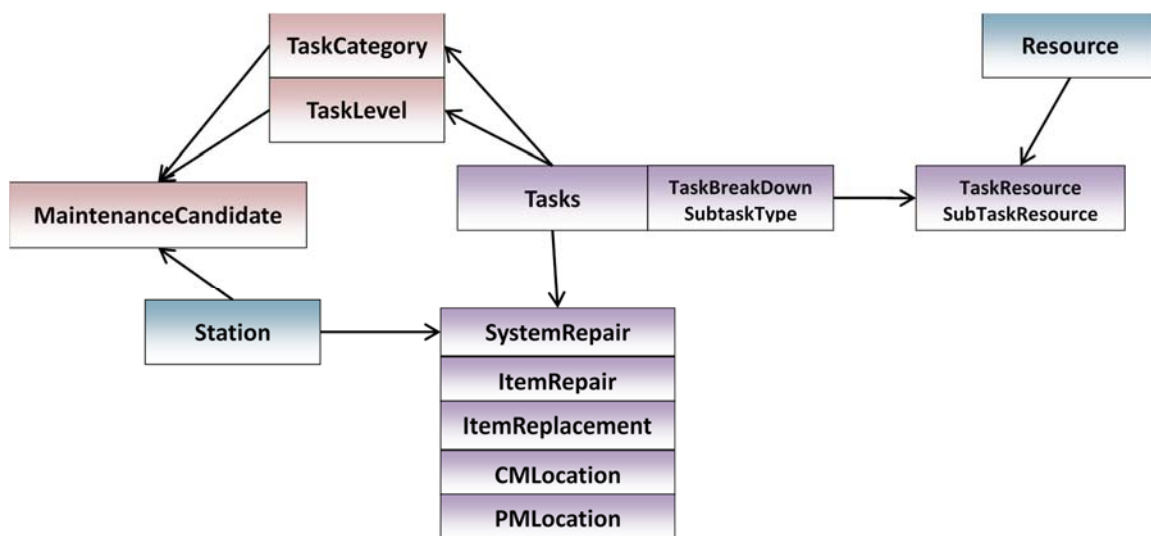 TaskCategory
Resource
TaskLevel
Tasks
TaskBreakDown
SubtaskType
TaskResource
SubTaskResource
MaintenanceCandidate
Station
SystemRepair
ItemRepair
ItemReplacement
CMLocation
PMLocation